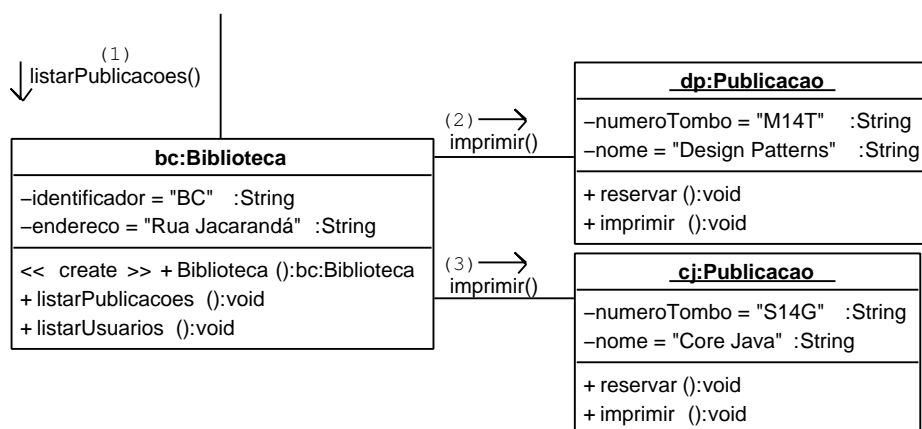 (1)
listarPublicacoes()
bc:Biblioteca
–identificador = "BC" :String
–endereco = "Rua Jacarandá" :String
<< create >> + Biblioteca ():bc:Biblioteca
+ listarPublicacoes ():void
+ listarUsuarios ():void
(2)
imprimir()
dp:Publicacao
–numeroTombo = "M14T" :String
–nome = "Design Patterns" :String
+ reservar ():void
+ imprimir ():void
(3)
imprimir()
cj:Publicacao
–numeroTombo = "S14G" :String
–nome = "Core Java" :String
+ reservar ():void
+ imprimir ():void